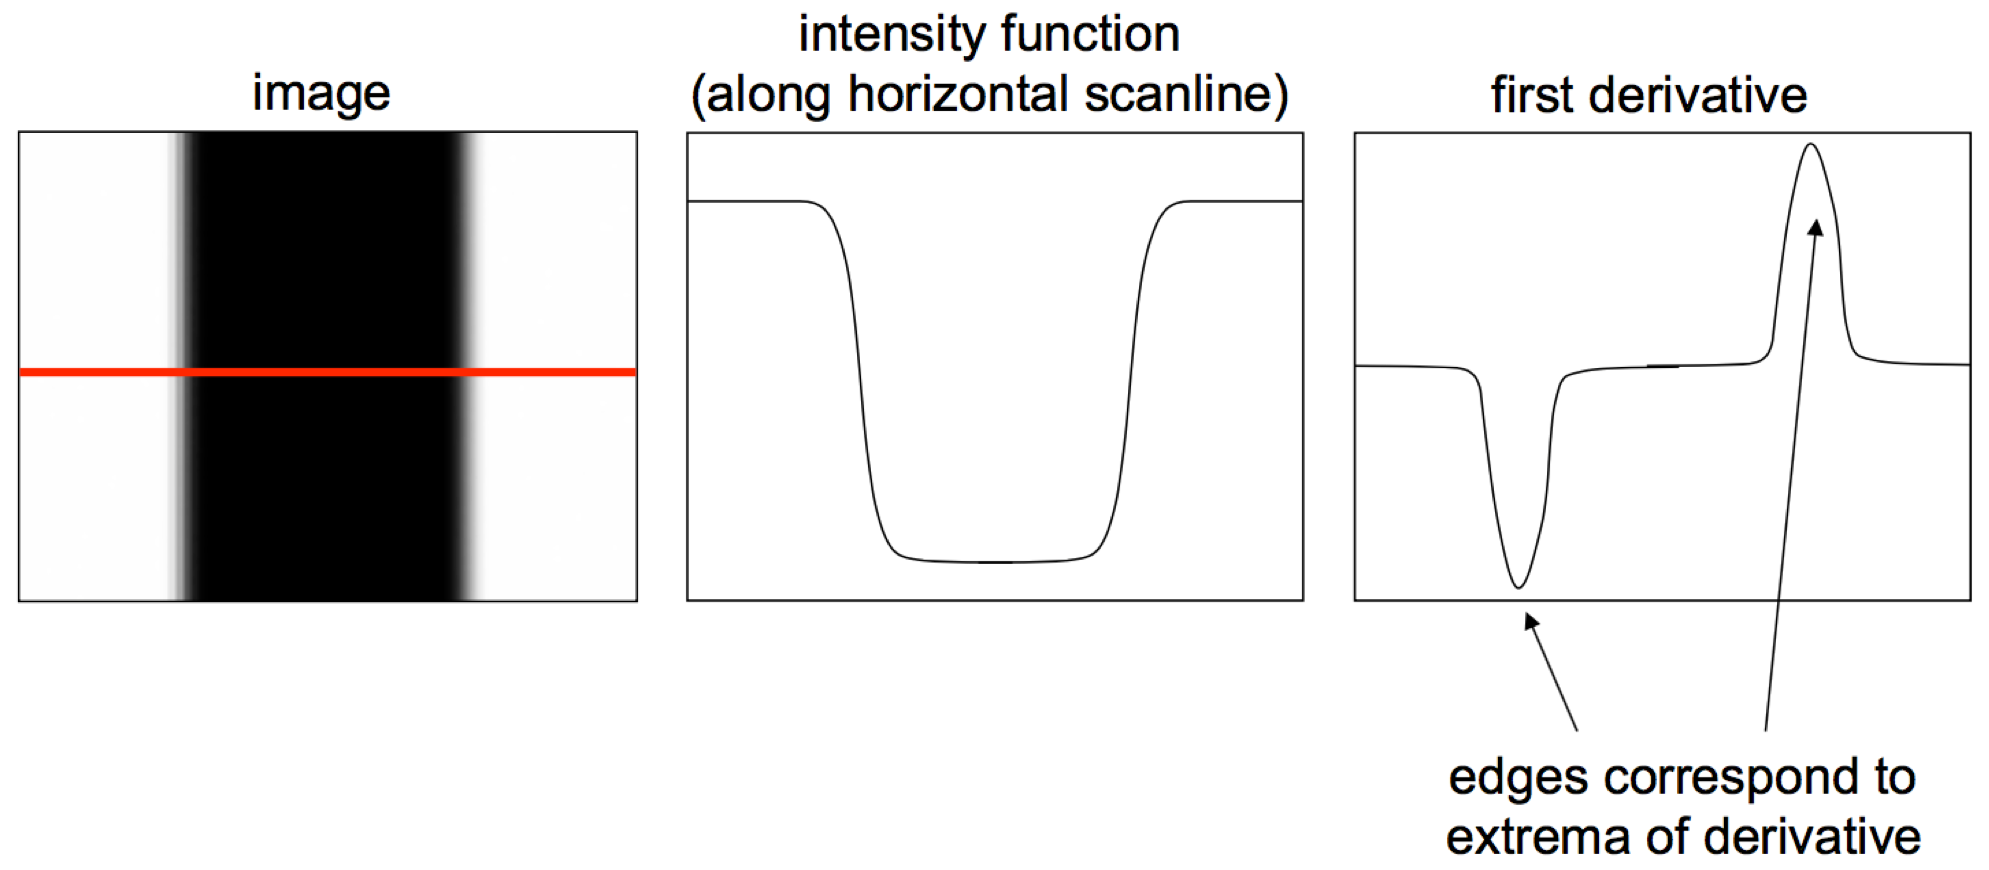 image
intensity function
(along horizontal scanline)
first derivative
edges correspond to
extrema of derivative